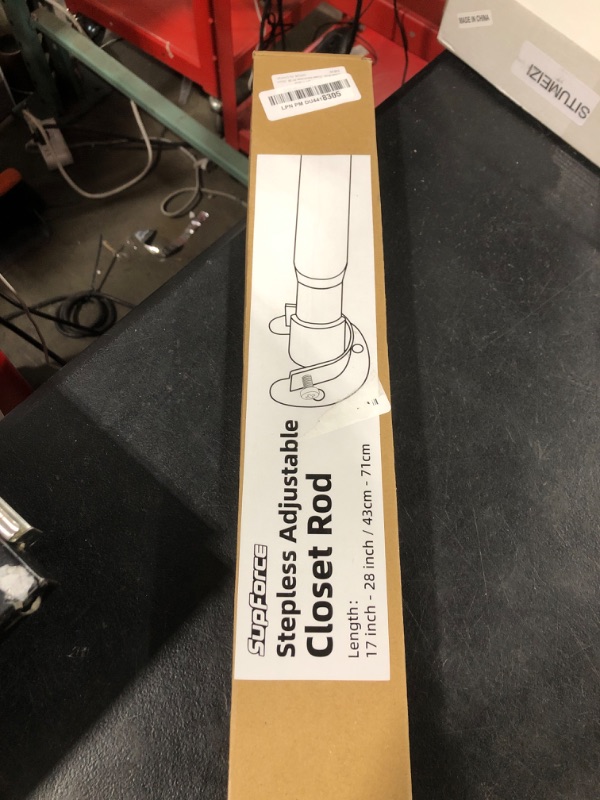 MADE IN CHINA
SITUMEIZI
SupForce
Stepless Adjustable
Closet Rod
Length:
17 inch - 28 inch / 43cm - 71cm